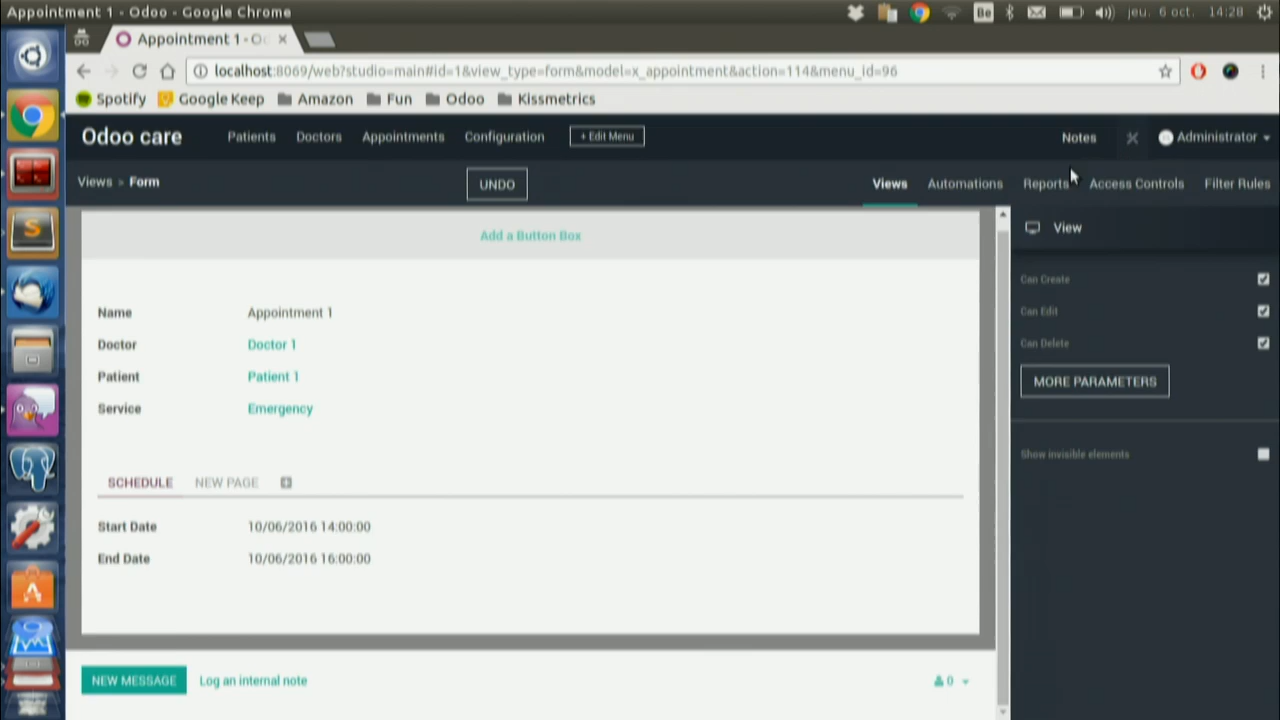 Appointment 1 - Odoo - Google Chrome
Be
jeu. 6 oct. 14:28
Appointment 1 - Od
localhost:8069/web?studio=main#id=1&view_type=form&model=x_appointment&action=114&menu_id=96
Spotify Google Keep Amazon Fun Odoo Kissmetrics
Odoo care Patients Doctors Appointments Configuration + Edit Menu Notes Administrator
Views » Form UNDO Views Automations Reports Access Controls Filter Rules
Add a Button Box
View
Can Create
Can Edit
Can Delete
MORE PARAMETERS
Show invisible elements
Name Appointment 1
Doctor Doctor 1
Patient Patient 1
Service Emergency
SCHEDULE NEW PAGE
Start Date 10/06/2016 14:00:00
End Date 10/06/2016 16:00:00
NEW MESSAGE Log an internal note 0